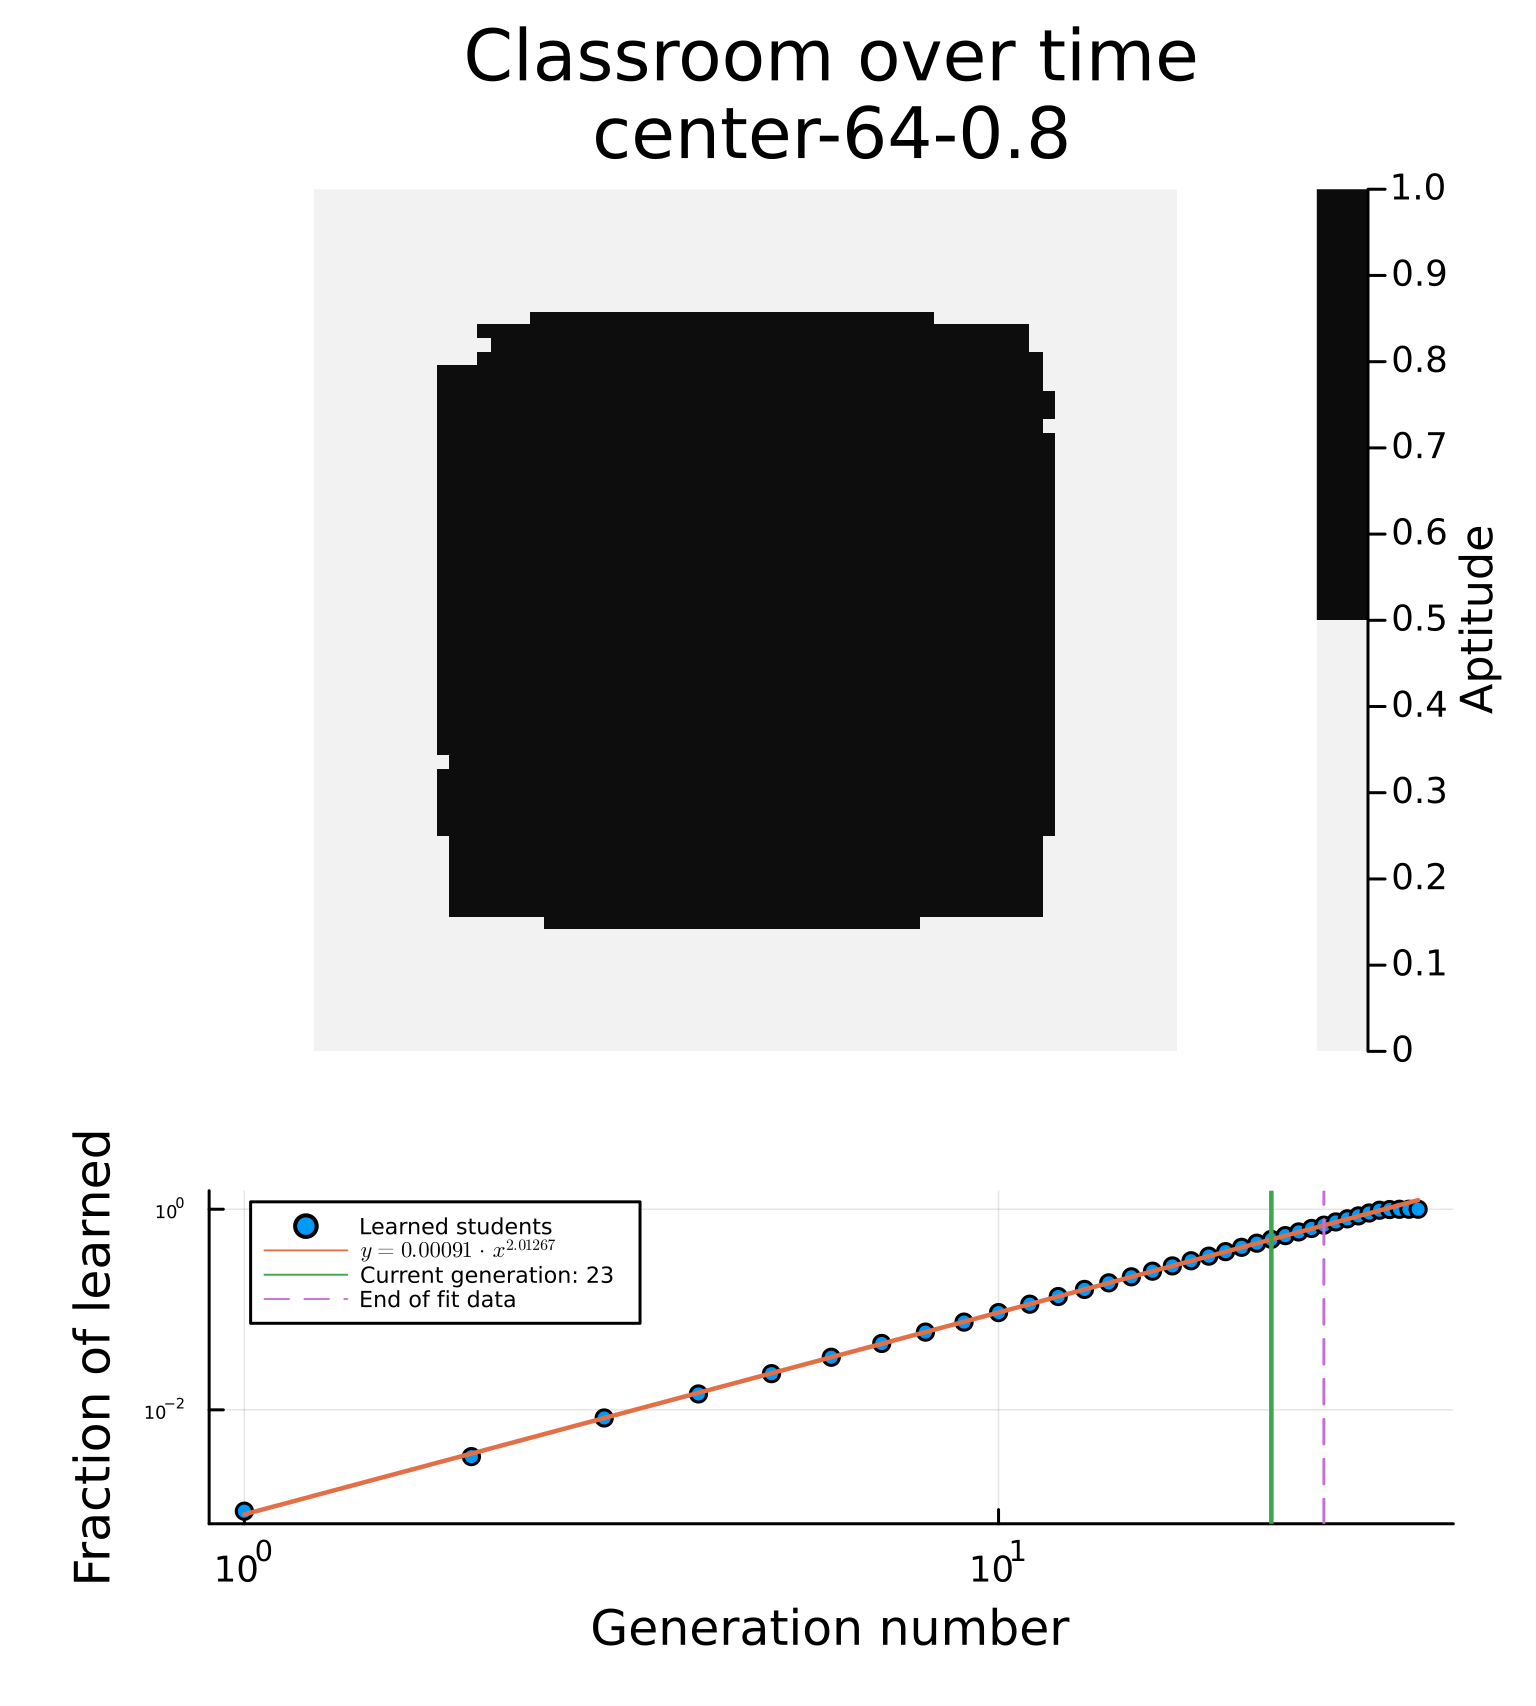 Classroom over time
center-64-0.8
1.0
0.9
0.8
0.7
0.6
0.5
0.4
0.3
0.2
0.1
0
Aptitude
Fraction of learned
10⁰
10⁻²
Learned students
y = 0.00091 · x^2.01267
Current generation: 23
End of fit data
10⁰
10¹
Generation number